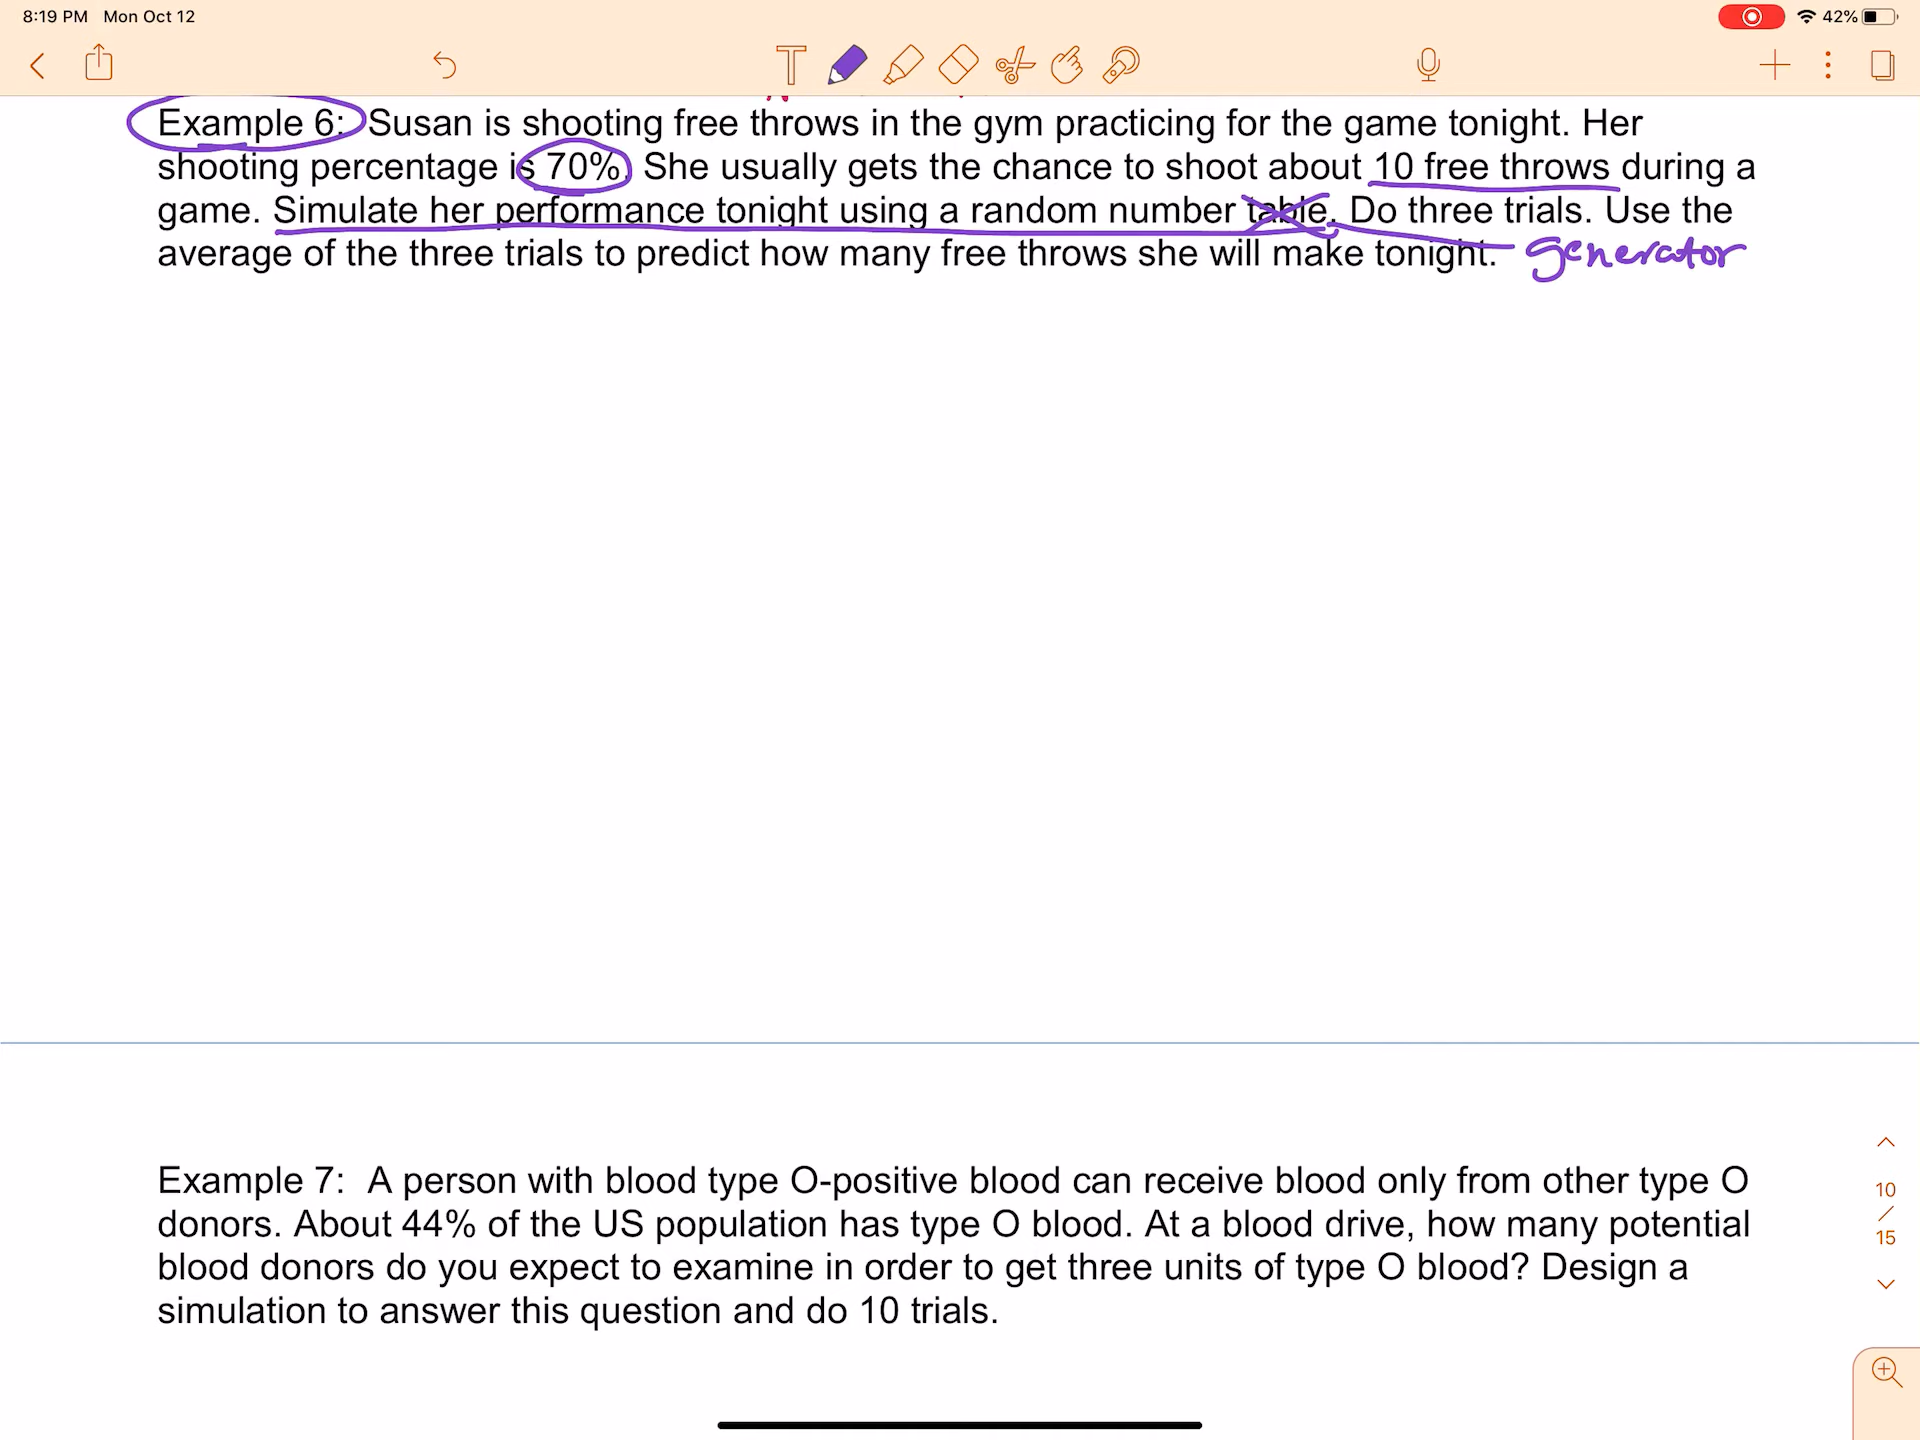 8:19 PM Mon Oct 12
42%
T
Example 6: Susan is shooting free throws in the gym practicing for the game tonight. Her
shooting percentage is 70%. She usually gets the chance to shoot about 10 free throws during a
game. Simulate her performance tonight using a random number table. Do three trials. Use the
average of the three trials to predict how many free throws she will make tonight. generator
Example 7: A person with blood type O-positive blood can receive blood only from other type O
donors. About 44% of the US population has type O blood. At a blood drive, how many potential
blood donors do you expect to examine in order to get three units of type O blood? Design a
simulation to answer this question and do 10 trials.
10
/
15